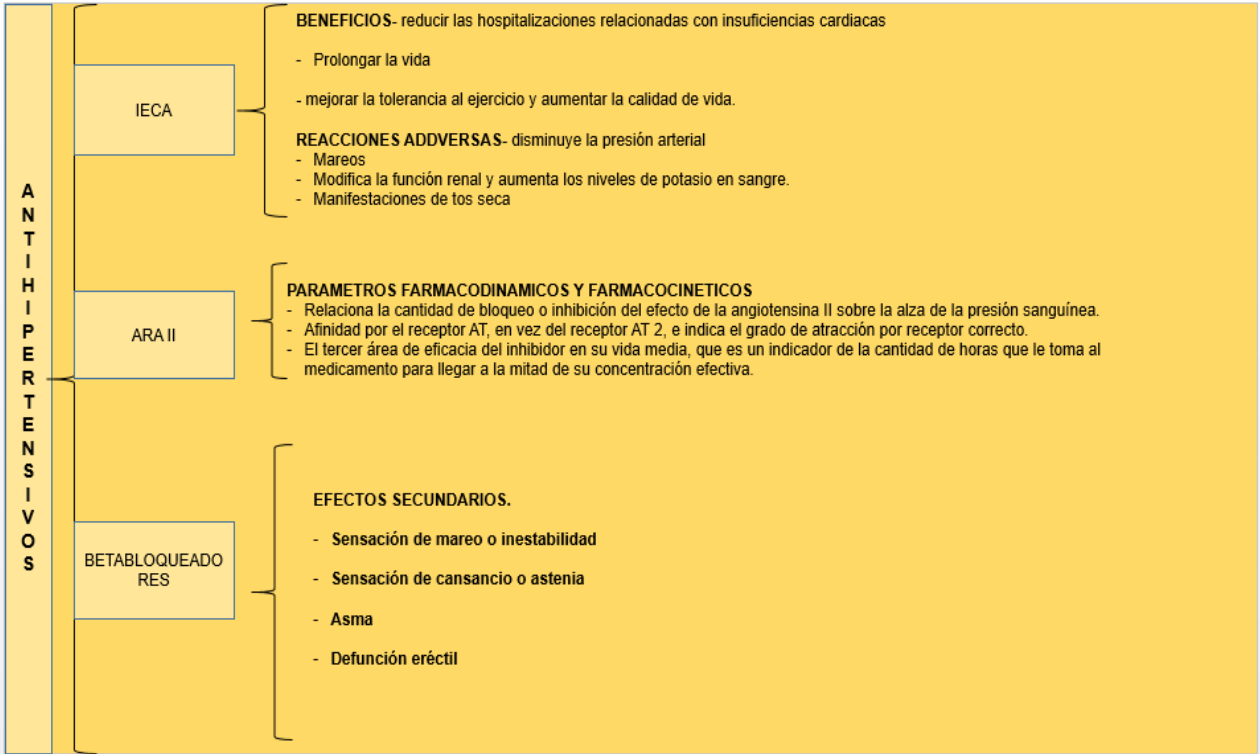 ANTIHIPERTENSIVOS
IECA
BENEFICIOS- reducir las hospitalizaciones relacionadas con insuficiencias cardiacas
- Prolongar la vida
- mejorar la tolerancia al ejercicio y aumentar la calidad de vida.
REACCIONES ADDVERSAS- disminuye la presión arterial
- Mareos
- Modifica la función renal y aumenta los niveles de potasio en sangre.
- Manifestaciones de tos seca
ARA II
PARAMETROS FARMACODINAMICOS Y FARMACOCINETICOS
- Relaciona la cantidad de bloqueo o inhibición del efecto de la angiotensina II sobre la alza de la presión sanguínea.
- Afinidad por el receptor AT, en vez del receptor AT 2, e indica el grado de atracción por receptor correcto.
- El tercer área de eficacia del inhibidor en su vida media, que es un indicador de la cantidad de horas que le toma al
medicamento para llegar a la mitad de su concentración efectiva.
BETABLOQUEADO
RES
EFECTOS SECUNDARIOS.
- Sensación de mareo o inestabilidad
- Sensación de cansancio o astenia
- Asma
- Defunción eréctil